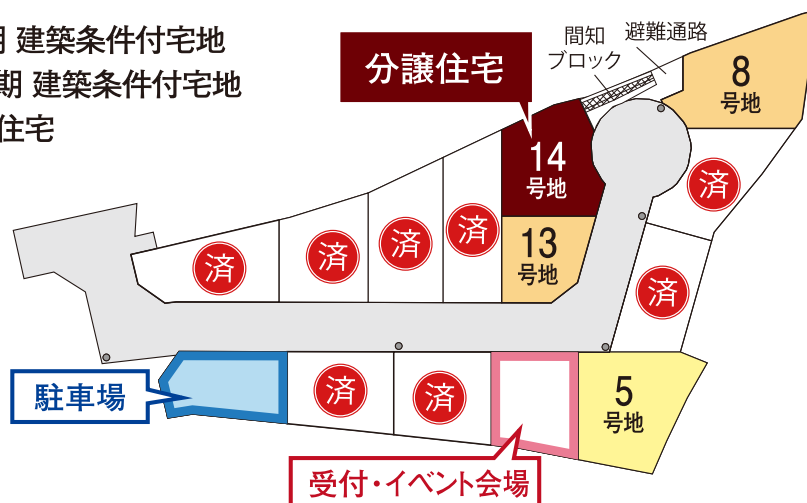 期 建築条件付宅地
期 建築条件付宅地
住宅
分譲住宅
間知
ブロック
避難通路
8
号地
14
号地
13
号地
済
済
済
済
済
済
済
済
5
号地
駐車場
受付・イベント会場